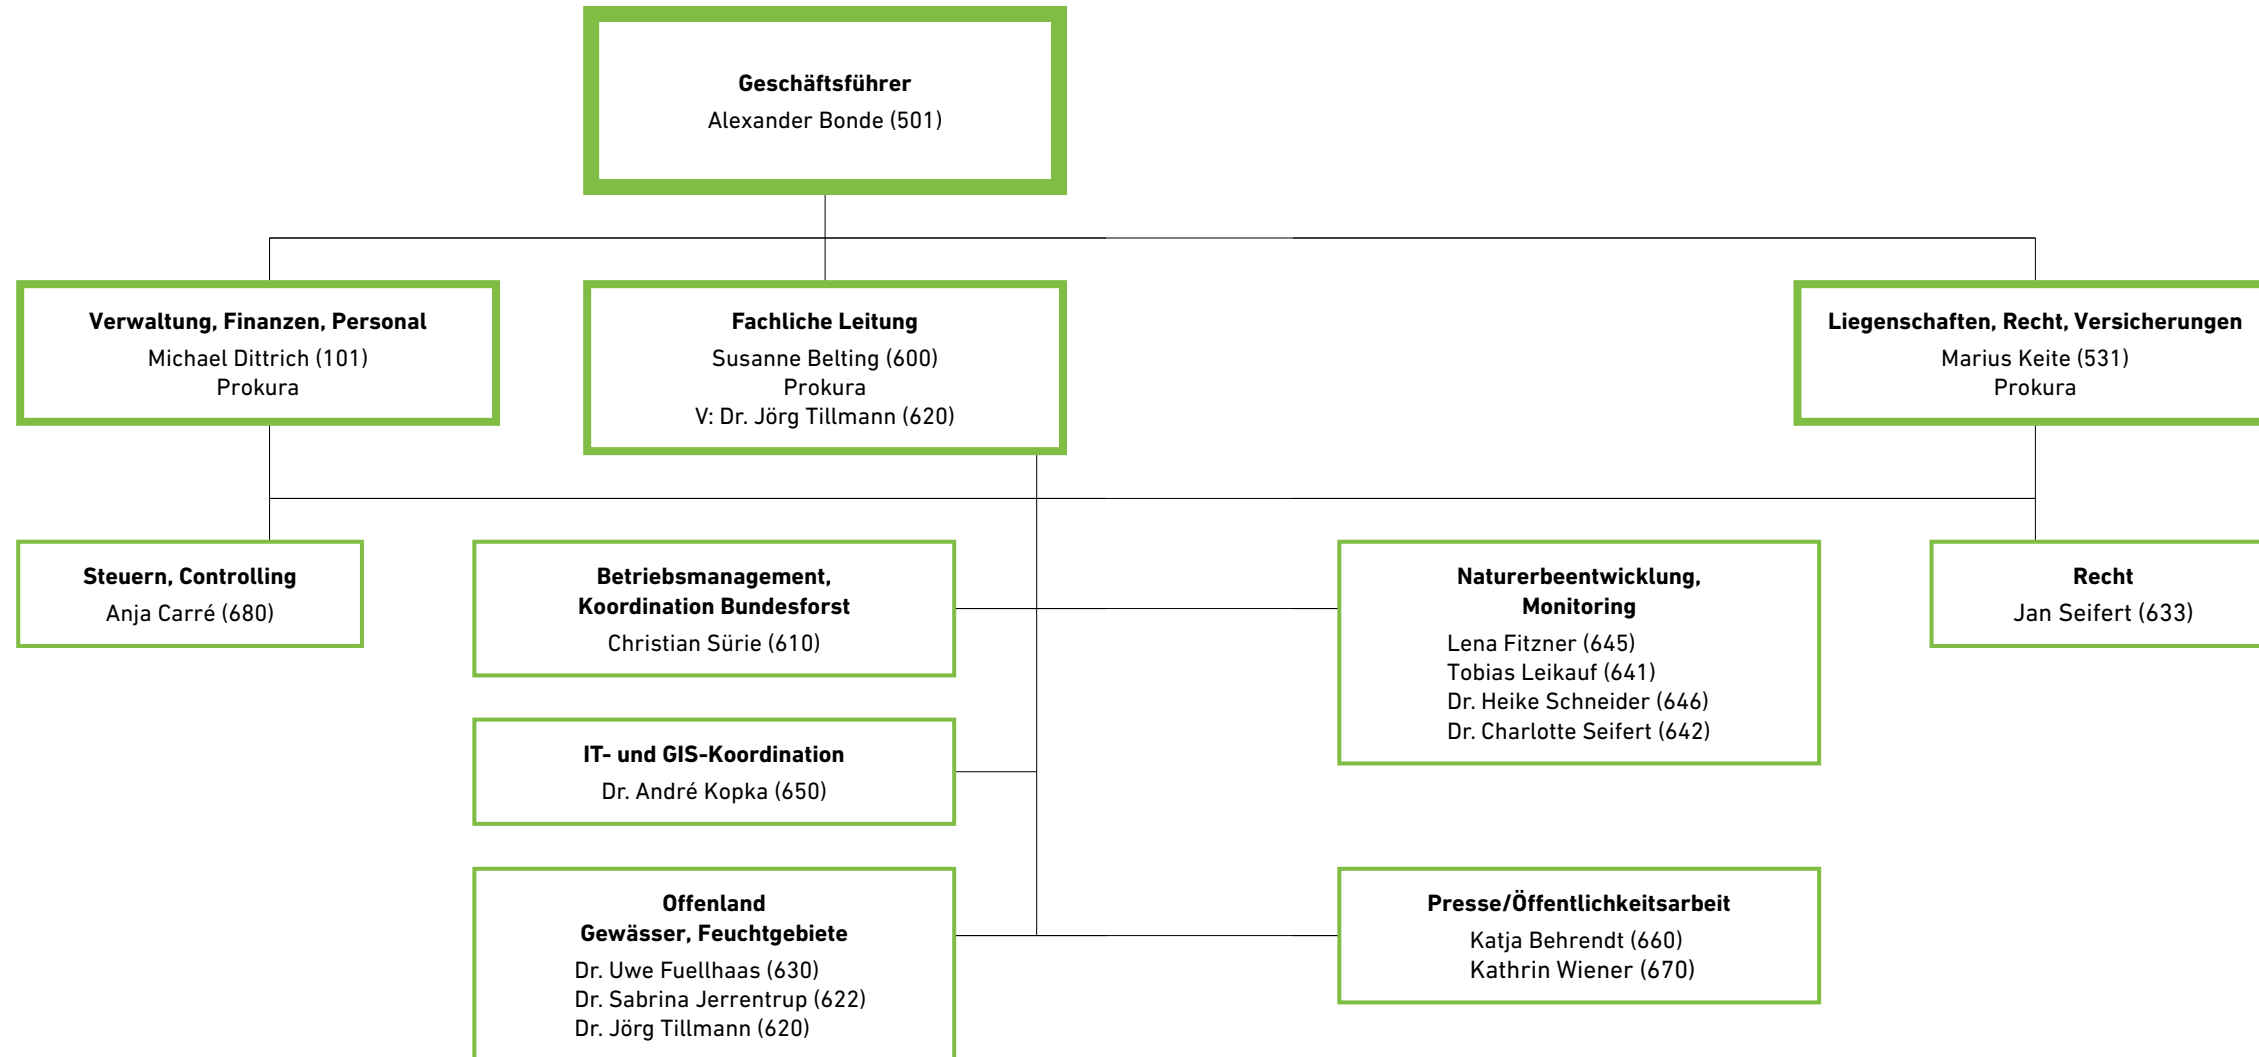 Geschäftsführer
Alexander Bonde (501)
Verwaltung, Finanzen, Personal
Michael Dittrich (101)
Prokura
Fachliche Leitung
Susanne Belting (600)
Prokura
V: Dr. Jörg Tillmann (620)
Liegenschaften, Recht, Versicherungen
Marius Keite (531)
Prokura
Steuern, Controlling
Anja Carré (680)
Betriebsmanagement,
Koordination Bundesforst
Christian Sürie (610)
Naturerbeentwicklung,
Monitoring
Lena Fitzner (645)
Tobias Leikauf (641)
Dr. Heike Schneider (646)
Dr. Charlotte Seifert (642)
Recht
Jan Seifert (633)
IT- und GIS-Koordination
Dr. André Kopka (650)
Offenland
Gewässer, Feuchtgebiete
Dr. Uwe Fuellhaas (630)
Dr. Sabrina Jerrentrup (622)
Dr. Jörg Tillmann (620)
Presse/Öffentlichkeitsarbeit
Katja Behrendt (660)
Kathrin Wiener (670)